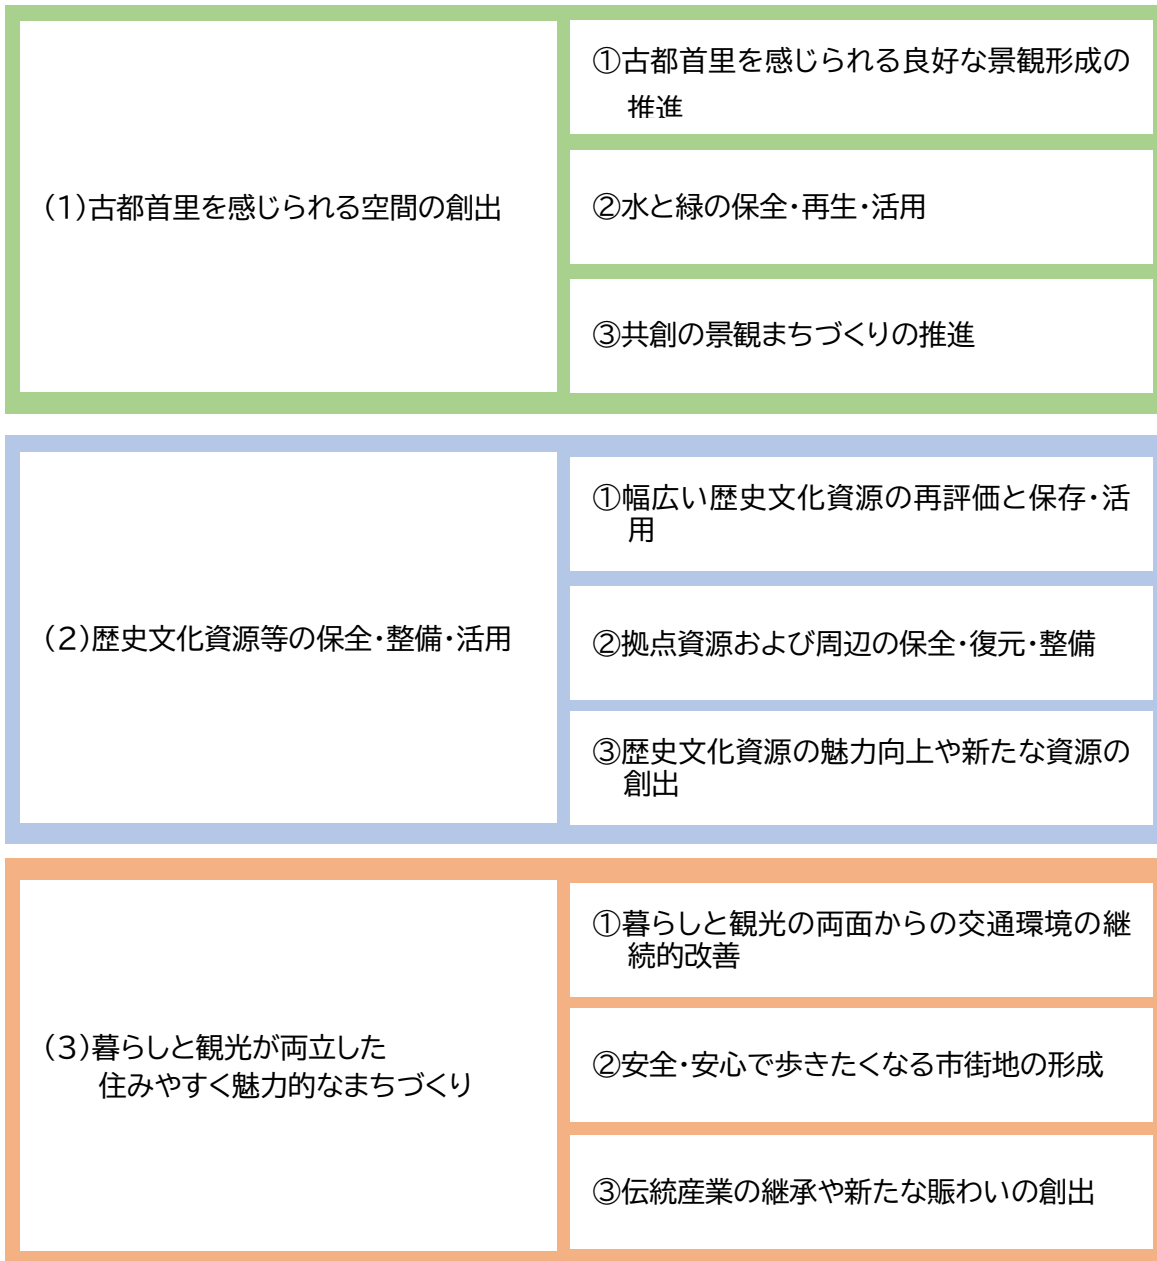 (1)古都首里を感じられる空間の創出
①古都首里を感じられる良好な景観形成の
推進
②水と緑の保全・再生・活用
③共創の景観まちづくりの推進
(2)歴史文化資源等の保全・整備・活用
①幅広い歴史文化資源の再評価と保存・活
用
②拠点資源および周辺の保全・復元・整備
③歴史文化資源の魅力向上や新たな資源の
創出
(3)暮らしと観光が両立した
住みやすく魅力的なまちづくり
①暮らしと観光の両面からの交通環境の継
続的改善
②安全・安心で歩きたくなる市街地の形成
③伝統産業の継承や新たな賑わいの創出